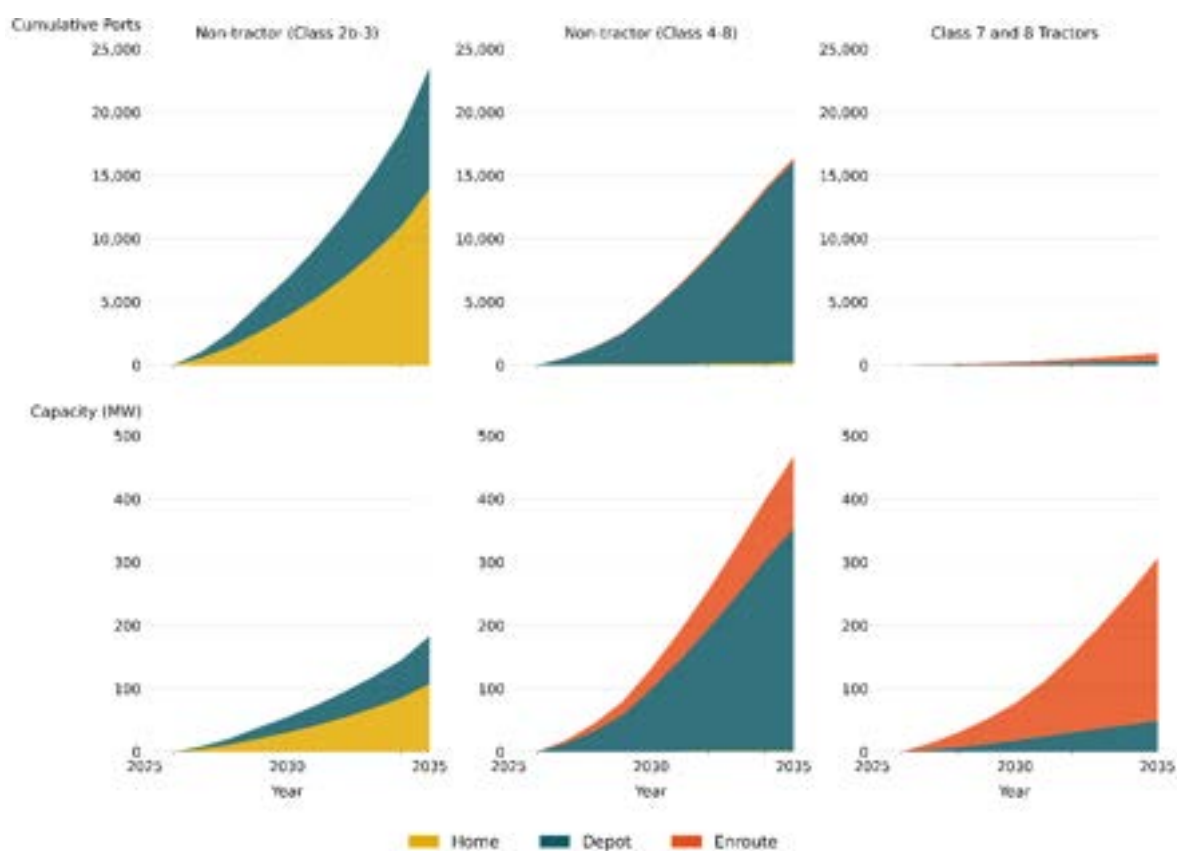 Cumulative Ports
Non-tractor (Class 2b-3) Non-tractor (Class 4-8) Class 7 and 8 Tractors
25,000 25,000 25,000
20,000 20,000 20,000
15,000 15,000 15,000
10,000 10,000 10,000
5,000 5,000 5,000
0 0 0
Capacity (MW)
500 500 500
400 400 400
300 300 300
200 200 200
100 100 100
0 0 0
2025 2030 2035 2025 2030 2035 2025 2030 2035
Year Year Year
Home Depot Enroute